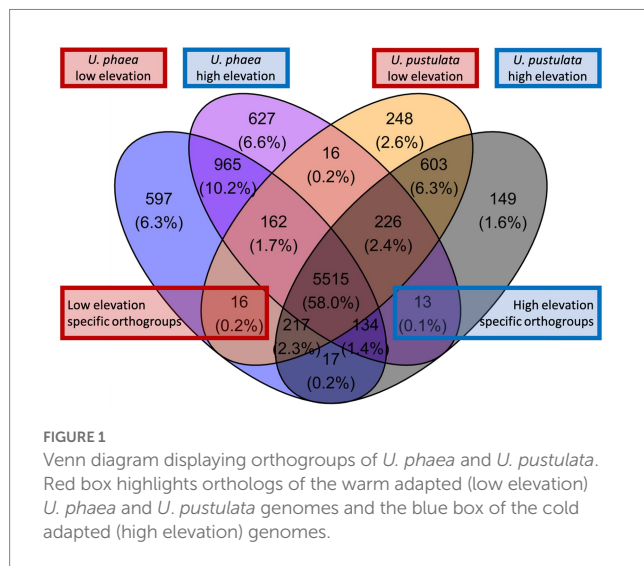 U. phaea
low elevation
U. phaea
high elevation
U. pustulata
low elevation
U. pustulata
high elevation
627
(6.6%)
248
(2.6%)
16
(0.2%)
965
(10.2%)
603
(6.3%)
597
(6.3%)
149
(1.6%)
162
(1.7%)
226
(2.4%)
5515
(58.0%)
Low elevation
specific orthogroups
16
(0.2%)
13
(0.1%)
High elevation
specific orthogroups
217
(2.3%)
134
(1.4%)
17
(0.2%)
FIGURE 1
Venn diagram displaying orthogroups of U. phaea and U. pustulata.
Red box highlights orthologs of the warm adapted (low elevation)
U. phaea and U. pustulata genomes and the blue box of the cold
adapted (high elevation) genomes.